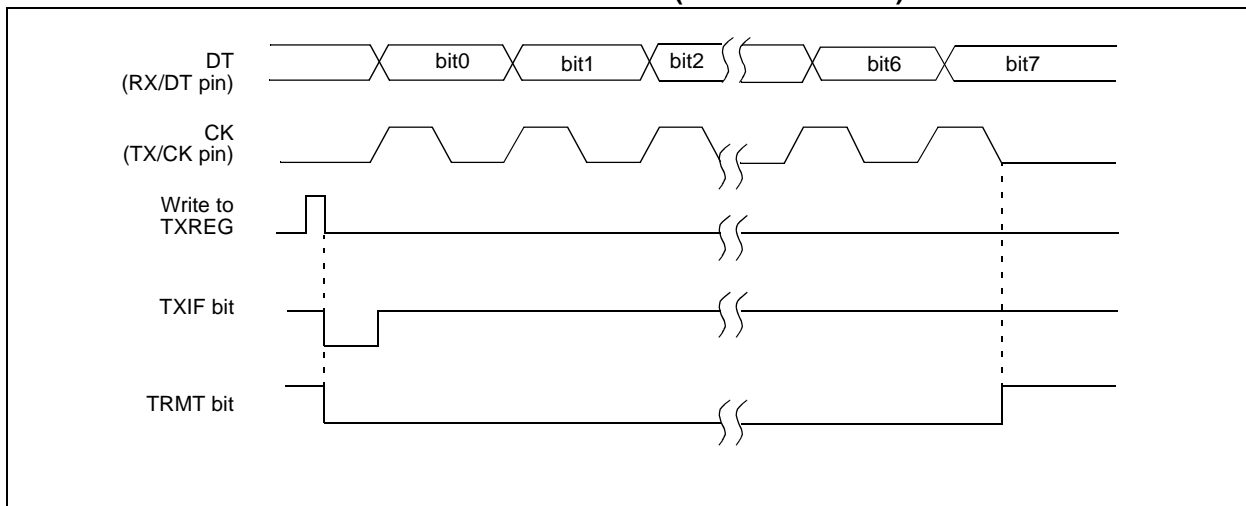 DT
(RX/DT pin)
bit0 bit1 bit2 bit6 bit7
CK
(TX/CK pin)
Write to
TXREG
TXIF bit
TRMT bit